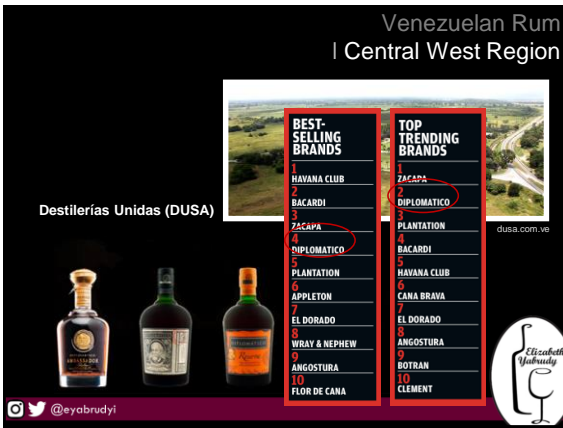 Venezuelan Rum
l Central West Region
BEST-
SELLING
BRANDS
1
HAVANA CLUB
2
BACARDI
3
ZACAPA
4
DIPLOMATICO
5
PLANTATION
6
APPLETON
7
EL DORADO
8
WRAY & NEPHEW
9
ANGOSTURA
10
FLOR DE CANA
TOP
TRENDING
BRANDS
1
ZACAPA
2
DIPLOMATICO
3
PLANTATION
4
BACARDI
5
HAVANA CLUB
6
CANA BRAVA
7
EL DORADO
8
ANGOSTURA
9
BOTRAN
10
CLEMENT
Destilerías Unidas (DUSA)
dusa.com.ve
AMBASSADOR
Reserva
Elizabeth
Yabrudy
@eyabrudyi